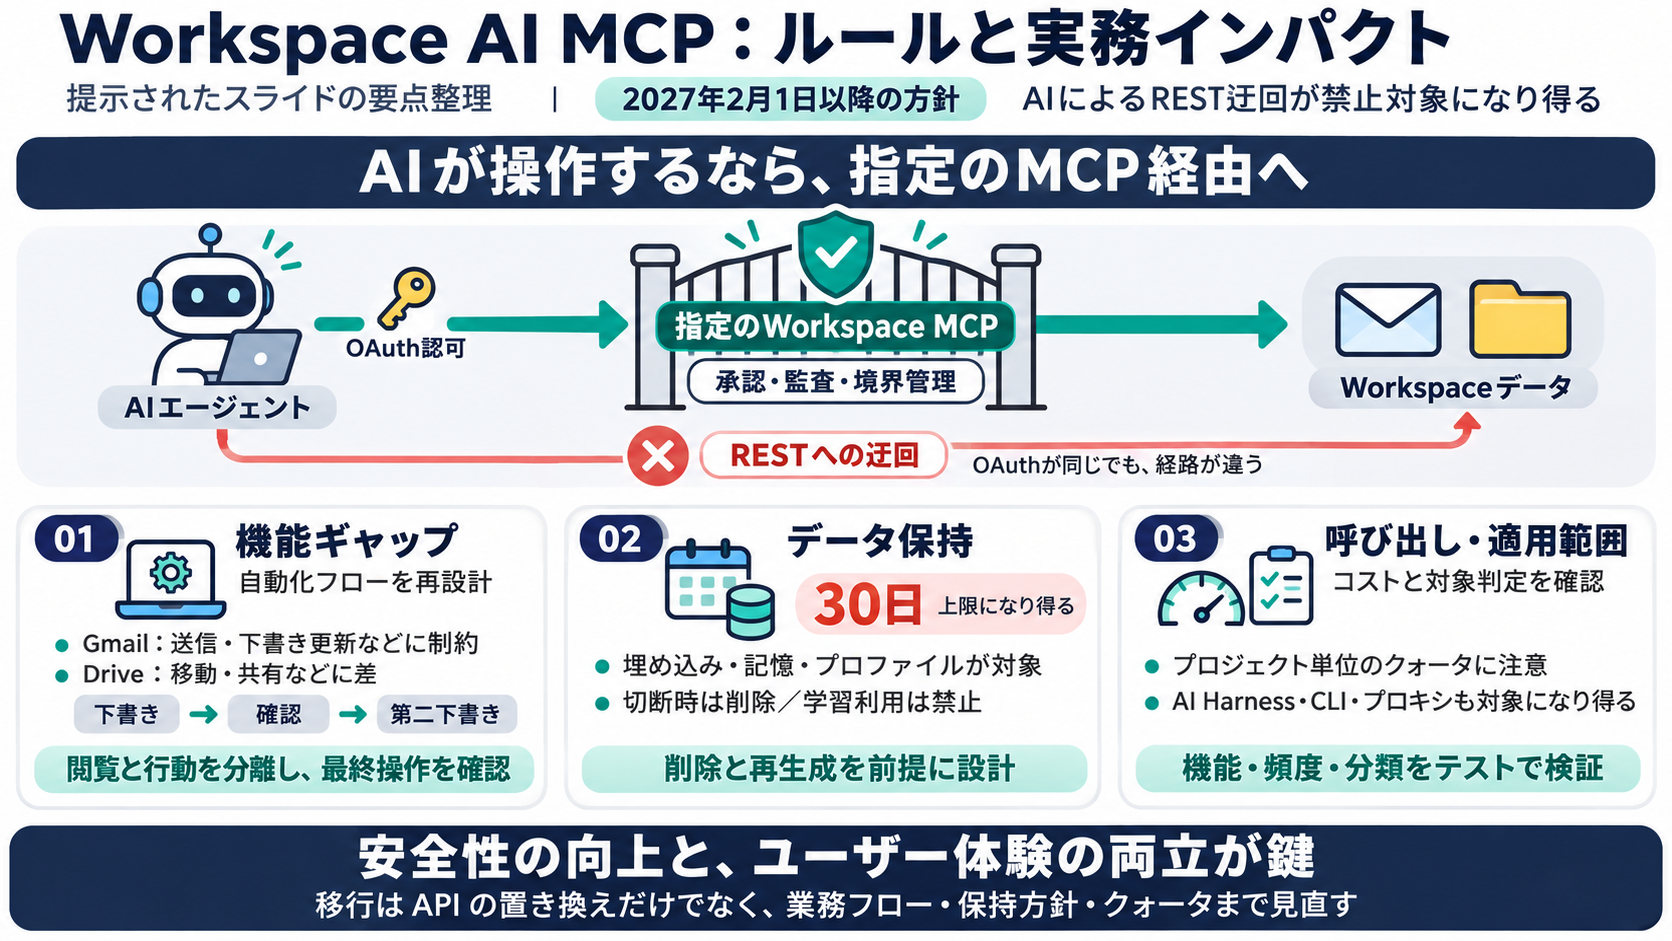 Workspace AI MCP：ルールと実務インパクト
提示されたスライドの要点整理 | 2027年2月1日以降の方針 AIによるREST迂回が禁止対象になり得る
AIが操作するなら、指定のMCP経由へ
OAuth認可
AIエージェント
指定のWorkspace MCP
承認・監査・境界管理
Workspaceデータ
RESTへの迂回
OAuthが同じでも、経路が違う
01 機能ギャップ
自動化フローを再設計
Gmail：送信・下書き更新などに制約
Drive：移動・共有などに差
下書き → 確認 → 第二下書き
閲覧と行動を分離し、最終操作を確認
02 データ保持
30日 上限になり得る
埋め込み・記憶・プロファイルが対象
切断時は削除／学習利用は禁止
削除と再生成を前提に設計
03 呼び出し・適用範囲
コストと対象判定を確認
プロジェクト単位のクォータに注意
AI Harness・CLI・プロキシも対象になり得る
機能・頻度・分類をテストで検証
安全性の向上と、ユーザー体験の両立が鍵
移行は API の置き換えだけでなく、業務フロー・保持方針・クォータまで見直す